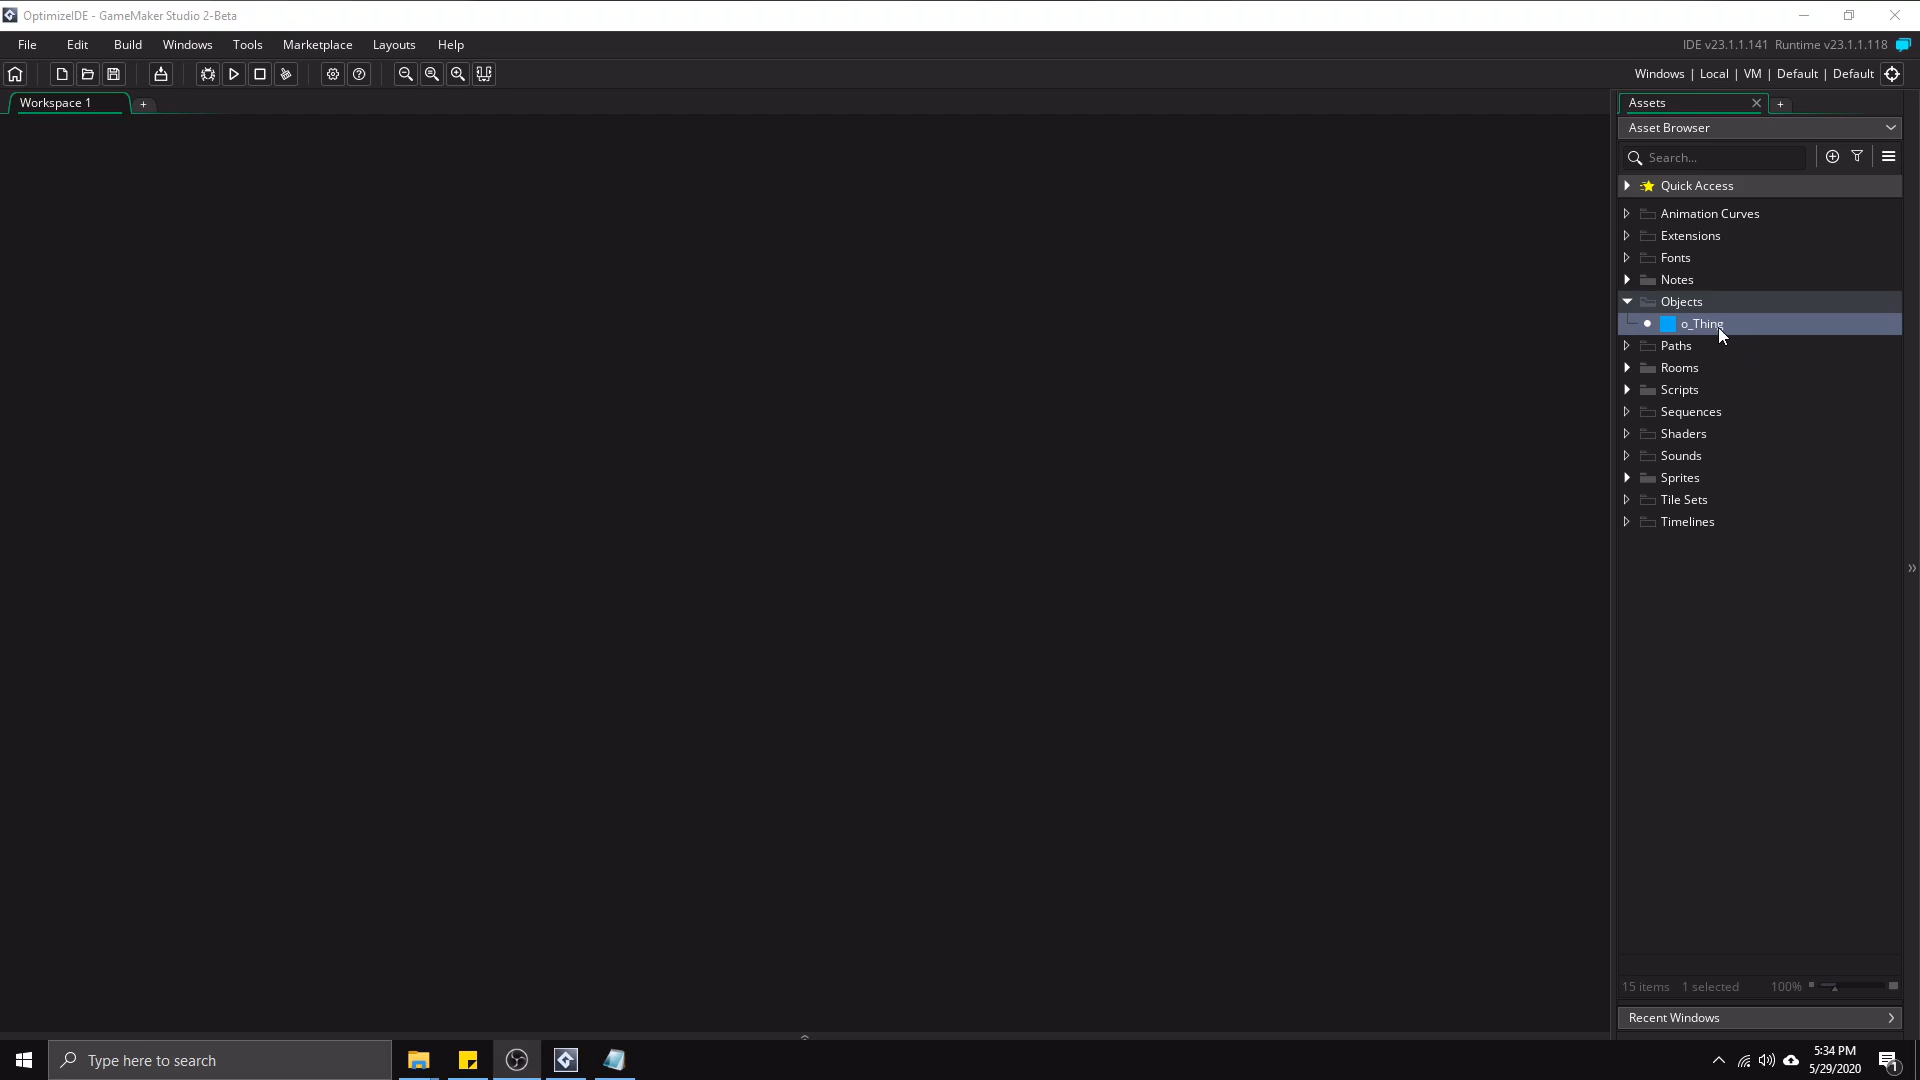 OptimizeIDE - GameMaker Studio 2-Beta
File Edit Build Windows Tools Marketplace Layouts Help
IDE v23.1.1.141 Runtime v23.1.1.118
Windows | Local | VM | Default | Default
Workspace 1 +
Assets +
Asset Browser
Search...
Quick Access
Animation Curves
Extensions
Fonts
Notes
Objects
o_Thing
Paths
Rooms
Scripts
Sequences
Shaders
Sounds
Sprites
Tile Sets
Timelines
15 items 1 selected 100%
Recent Windows
Type here to search
5:34 PM
5/29/2020
1